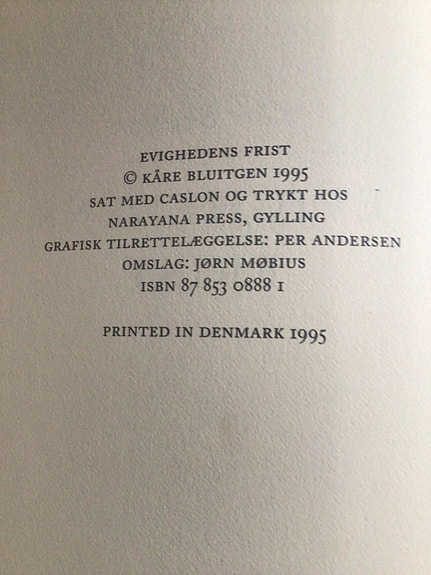 EVIGHEDENS FRIST
© KÅRE BLUITGEN 1995
SAT MED CASLON OG TRYKT HOS
NARAYANA PRESS, GYLLING
GRAFISK TILRETTELÆGGELSE: PER ANDERSEN
OMSLAG: JØRN MØBIUS
ISBN 87 853 0888 1
PRINTED IN DENMARK 1995